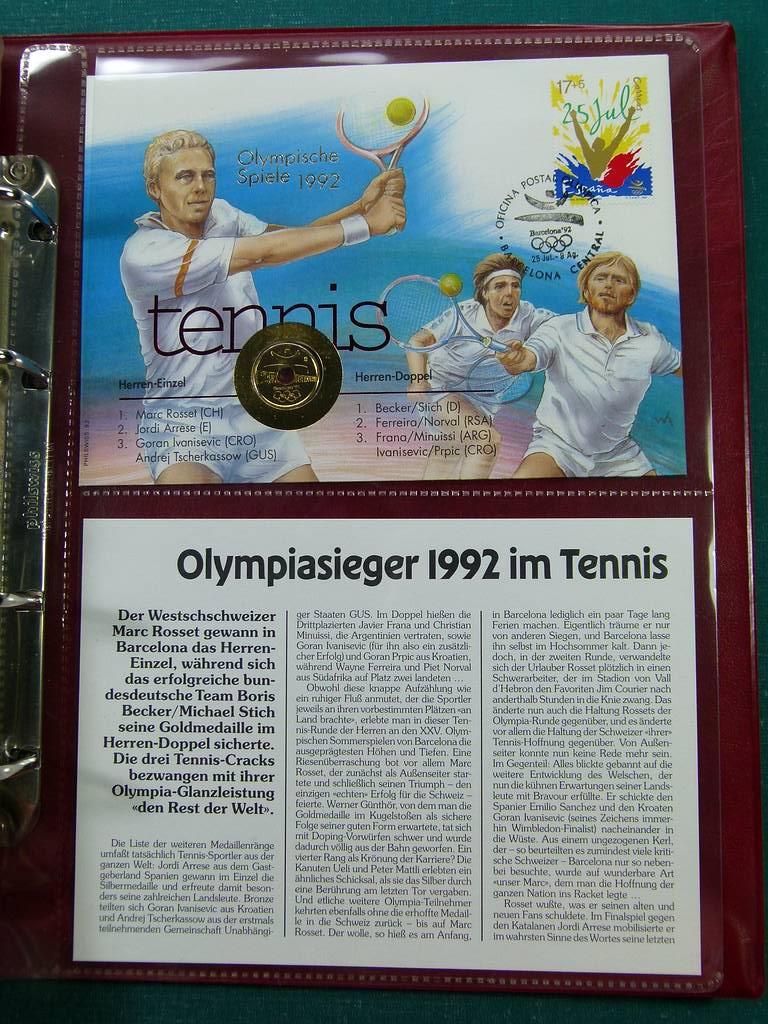 Olympische
Spiele 1992
17+5
Correos
25 Jul
España
OFICINA POSTAL
BARCELONA CENTRAL
Barcelona'92
25 Jul.-9 Ag.
tennis
Herren-Einzel
1. Marc Rosset (CH)
2. Jordi Arrese (E)
3. Goran Ivanisevic (CRO)
Andrej Tscherkassow (GUS)
Herren-Doppel
1. Becker/Stich (D)
2. Ferreira/Norval (RSA)
3. Frana/Minuissi (ARG)
Ivanisevic/Prpic (CRO)
PHILSWISS 92
philswiss
Olympiasieger 1992 im Tennis
Der Westschschweizer
Marc Rosset gewann in
Barcelona das Herren-
Einzel, während sich
das erfolgreiche bun-
desdeutsche Team Boris
Becker/Michael Stich
seine Goldmedaille im
Herren-Doppel sicherte.
Die drei Tennis-Cracks
bezwangen mit ihrer
Olympia-Glanzleistung
«den Rest der Welt».
Die Liste der weiteren Medaillenränge
umfaßt tatsächlich Tennis-Sportler aus der
ganzen Welt: Jordi Arrese aus dem Gast-
geberland Spanien gewann im Einzel die
Silbermedaille und erfreute damit beson-
ders seine zahlreichen Landsleute. Bronze
teilten sich Goran Ivanisevic aus Kroatien
und Andrej Tscherkassow aus der erstmals
teilnehmenden Gemeinschaft Unabhängi-
ger Staaten GUS. Im Doppel hießen die
Drittplazierten Javier Frana und Christian
Minuissi, die Argentinien vertraten, sowie
Goran Ivanisevic (für ihn also ein zusätzli-
cher Erfolg) und Goran Prpic aus Kroatien,
während Wayne Ferreira und Piet Norval
aus Südafrika auf Platz zwei landeten ...
Obwohl diese knappe Aufzählung wie
ein ruhiger Fluß anmutet, der die Sportler
jeweils an ihren vorbestimmten Plätzen «an
Land brachte», erlebte man in dieser Ten-
nis-Runde der Herren an den XXV. Olym-
pischen Sommerspielen von Barcelona die
ausgeprägtesten Höhen und Tiefen. Eine
Riesenüberraschung bot vor allem Marc
Rosset, der zunächst als Außenseiter star-
tete und schließlich seinen Triumph – den
einzigen «echten» Erfolg für die Schweiz –
feierte. Werner Günthör, von dem man die
Goldmedaille im Kugelstoßen als sichere
Folge seiner guten Form erwartete, tat sich
mit Doping-Vorwürfen schwer und wurde
dadurch völlig aus der Bahn geworfen. Ein
vierter Rang als Krönung der Karriere? Die
Kanuten Ueli und Peter Mattli erlebten ein
ähnliches Schicksal, als sie das Silber durch
eine Berührung am letzten Tor vergaben.
Und etliche weitere Olympia-Teilnehmer
kehrten ebenfalls ohne die erhoffte Medail-
le in die Schweiz zurück – bis auf Marc
Rosset. Der wolle, so hieß es am Anfang,
in Barcelona lediglich ein paar Tage lang
Ferien machen. Eigentlich träume er nur
von anderen Siegen, und Barcelona lasse
ihn selbst im Hochsommer kalt. Dann je-
doch, in der zweiten Runde, verwandelte
sich der Urlauber Rosset plötzlich in einen
Schwerarbeiter, der im Stadion von Vall
d'Hebron den Favoriten Jim Courier nach
anderthalb Stunden in die Knie zwang. Das
änderte nun auch die Haltung Rossets der
Olympia-Runde gegenüber, und es änderte
vor allem die Haltung der Schweizer «ihrer»
Tennis-Hoffnung gegenüber. Von Außen-
seiter konnte nun keine Rede mehr sein.
Im Gegenteil: Alles blickte gebannt auf die
weitere Entwicklung des Welschen, der
nun die kühnen Erwartungen seiner Lands-
leute mit Bravour erfüllte. Er schickte den
Spanier Emilio Sanchez und den Kroaten
Goran Ivanisevic (seines Zeichens immer-
hin Wimbledon-Finalist) nacheinander in
die Wüste. Aus einem ungezogenen Kerl,
der – so beurteilten es zumindest viele kriti-
sche Schweizer – Barcelona nur so neben-
bei besuchte, wurde auf wunderbare Art
«unser Marc», dem man die Hoffnung der
ganzen Nation ins Racket legte ...
Rosset wußte, was er seinen alten und
neuen Fans schuldete. Im Finalspiel gegen
den Katalanen Jordi Arrese mobilisierte er
im wahrsten Sinne des Wortes seine letzten